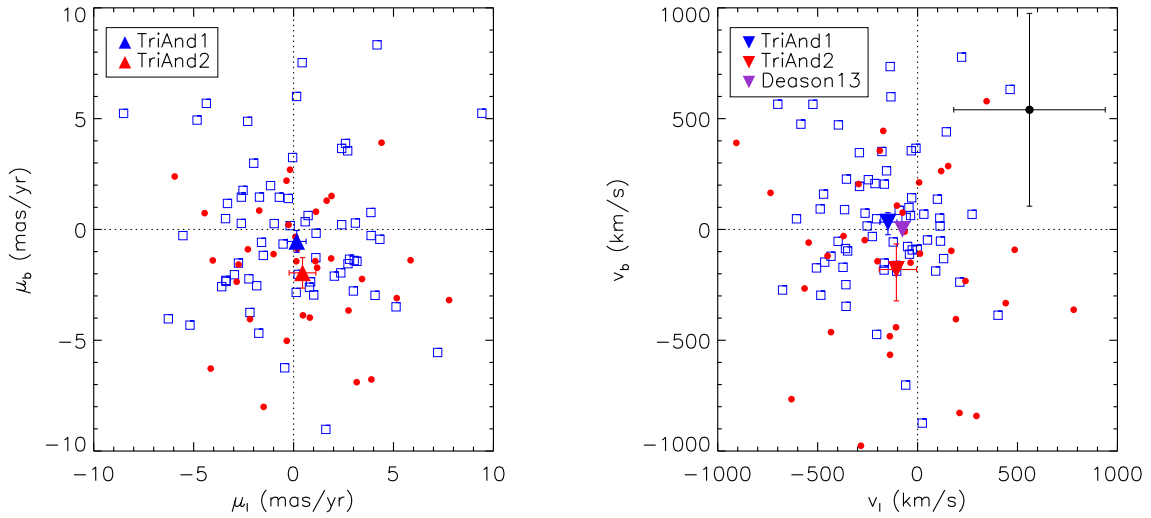 TriAnd1
TriAnd2
10
5
0
−5
−10
μb (mas/yr)
−10
−5
0
5
10
μl (mas/yr)
TriAnd1
TriAnd2
Deason13
1000
500
0
−500
−1000
vb (km/s)
−1000
−500
0
500
1000
vl (km/s)